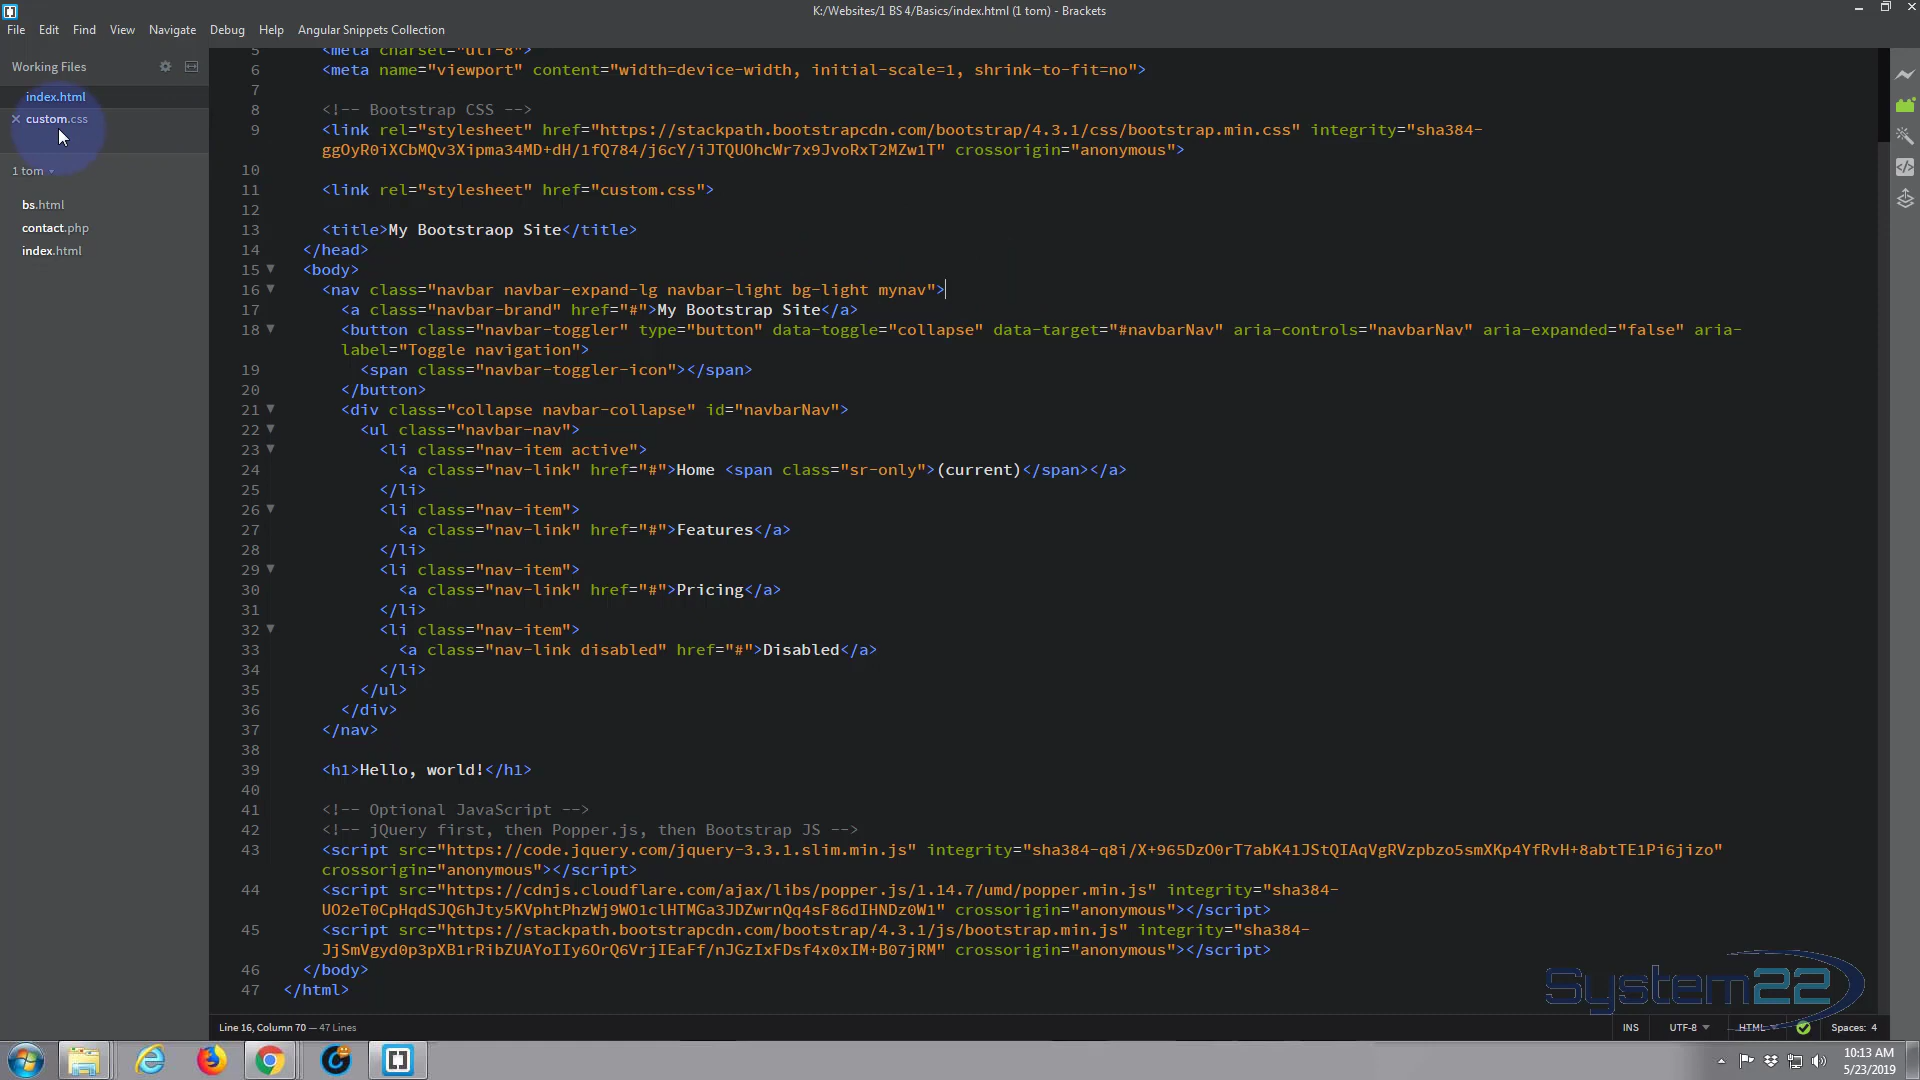 K:/Websites/1 BS 4/Basics/index.html (1 tom) - Brackets
File Edit Find View Navigate Debug Help Angular Snippets Collection
Working Files
index.html
custom.css
1 tom
bs.html
contact.php
index.html
5 <meta charset="utf-8">
6 <meta name="viewport" content="width=device-width, initial-scale=1, shrink-to-fit=no">
7
8 <!-- Bootstrap CSS -->
9 <link rel="stylesheet" href="https://stackpath.bootstrapcdn.com/bootstrap/4.3.1/css/bootstrap.min.css" integrity="sha384-
ggOyR0iXCbMQv3Xipma34MD+dH/1fQ784/j6cY/iJTQUOhcWr7x9JvoRxT2MZw1T" crossorigin="anonymous">
10
11 <link rel="stylesheet" href="custom.css">
12
13 <title>My Bootstraop Site</title>
14 </head>
15 <body>
16 <nav class="navbar navbar-expand-lg navbar-light bg-light mynav">
17 <a class="navbar-brand" href="#">My Bootstrap Site</a>
18 <button class="navbar-toggler" type="button" data-toggle="collapse" data-target="#navbarNav" aria-controls="navbarNav" aria-expanded="false" aria-
label="Toggle navigation">
19 <span class="navbar-toggler-icon"></span>
20 </button>
21 <div class="collapse navbar-collapse" id="navbarNav">
22 <ul class="navbar-nav">
23 <li class="nav-item active">
24 <a class="nav-link" href="#">Home <span class="sr-only">(current)</span></a>
25 </li>
26 <li class="nav-item">
27 <a class="nav-link" href="#">Features</a>
28 </li>
29 <li class="nav-item">
30 <a class="nav-link" href="#">Pricing</a>
31 </li>
32 <li class="nav-item">
33 <a class="nav-link disabled" href="#">Disabled</a>
34 </li>
35 </ul>
36 </div>
37 </nav>
38
39 <h1>Hello, world!</h1>
40
41 <!-- Optional JavaScript -->
42 <!-- jQuery first, then Popper.js, then Bootstrap JS -->
43 <script src="https://code.jquery.com/jquery-3.3.1.slim.min.js" integrity="sha384-q8i/X+965DzO0rT7abK41JStQIAqVgRVzpbzo5smXKp4YfRvH+8abtTE1Pi6jizo"
crossorigin="anonymous"></script>
44 <script src="https://cdnjs.cloudflare.com/ajax/libs/popper.js/1.14.7/umd/popper.min.js" integrity="sha384-
UO2eT0CpHqdSJQ6hJty5KVphtPhzWj9WO1clHTMGa3JDZwrnQq4sF86dIHNDz0W1" crossorigin="anonymous"></script>
45 <script src="https://stackpath.bootstrapcdn.com/bootstrap/4.3.1/js/bootstrap.min.js" integrity="sha384-
JjSmVgyd0p3pXB1rRibZUAYoIIy6OrQ6VrjIEaFf/nJGzIxFDsf4x0xIM+B07jRM" crossorigin="anonymous"></script>
46 </body>
47 </html>
System22
Line 16, Column 70 — 47 Lines
INS UTF-8 HTML Spaces: 4
10:13 AM
5/23/2019